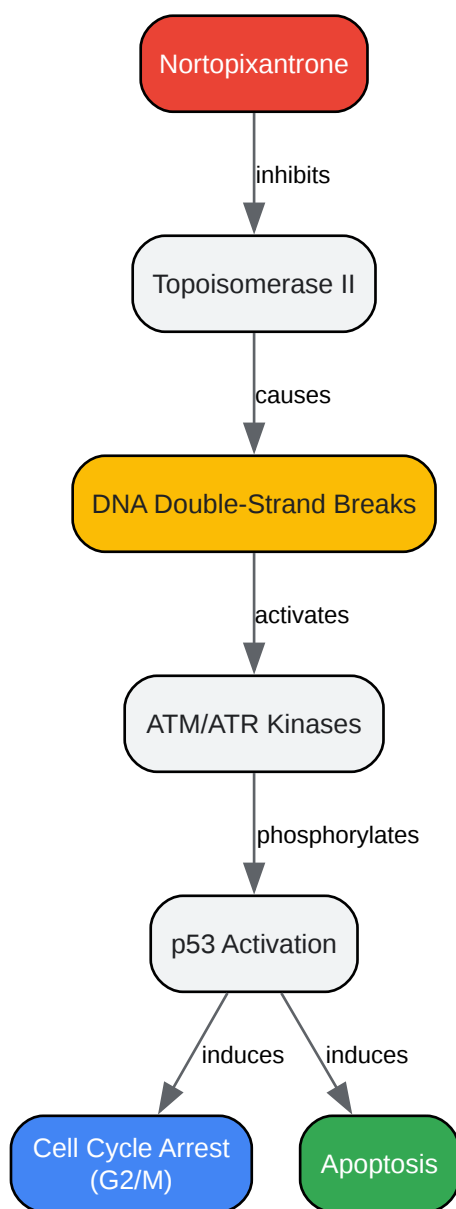 Nortopixantrone
inhibits
Topoisomerase II
causes
DNA Double-Strand Breaks
activates
ATM/ATR Kinases
phosphorylates
p53 Activation
induces
induces
Cell Cycle Arrest
(G2/M)
Apoptosis